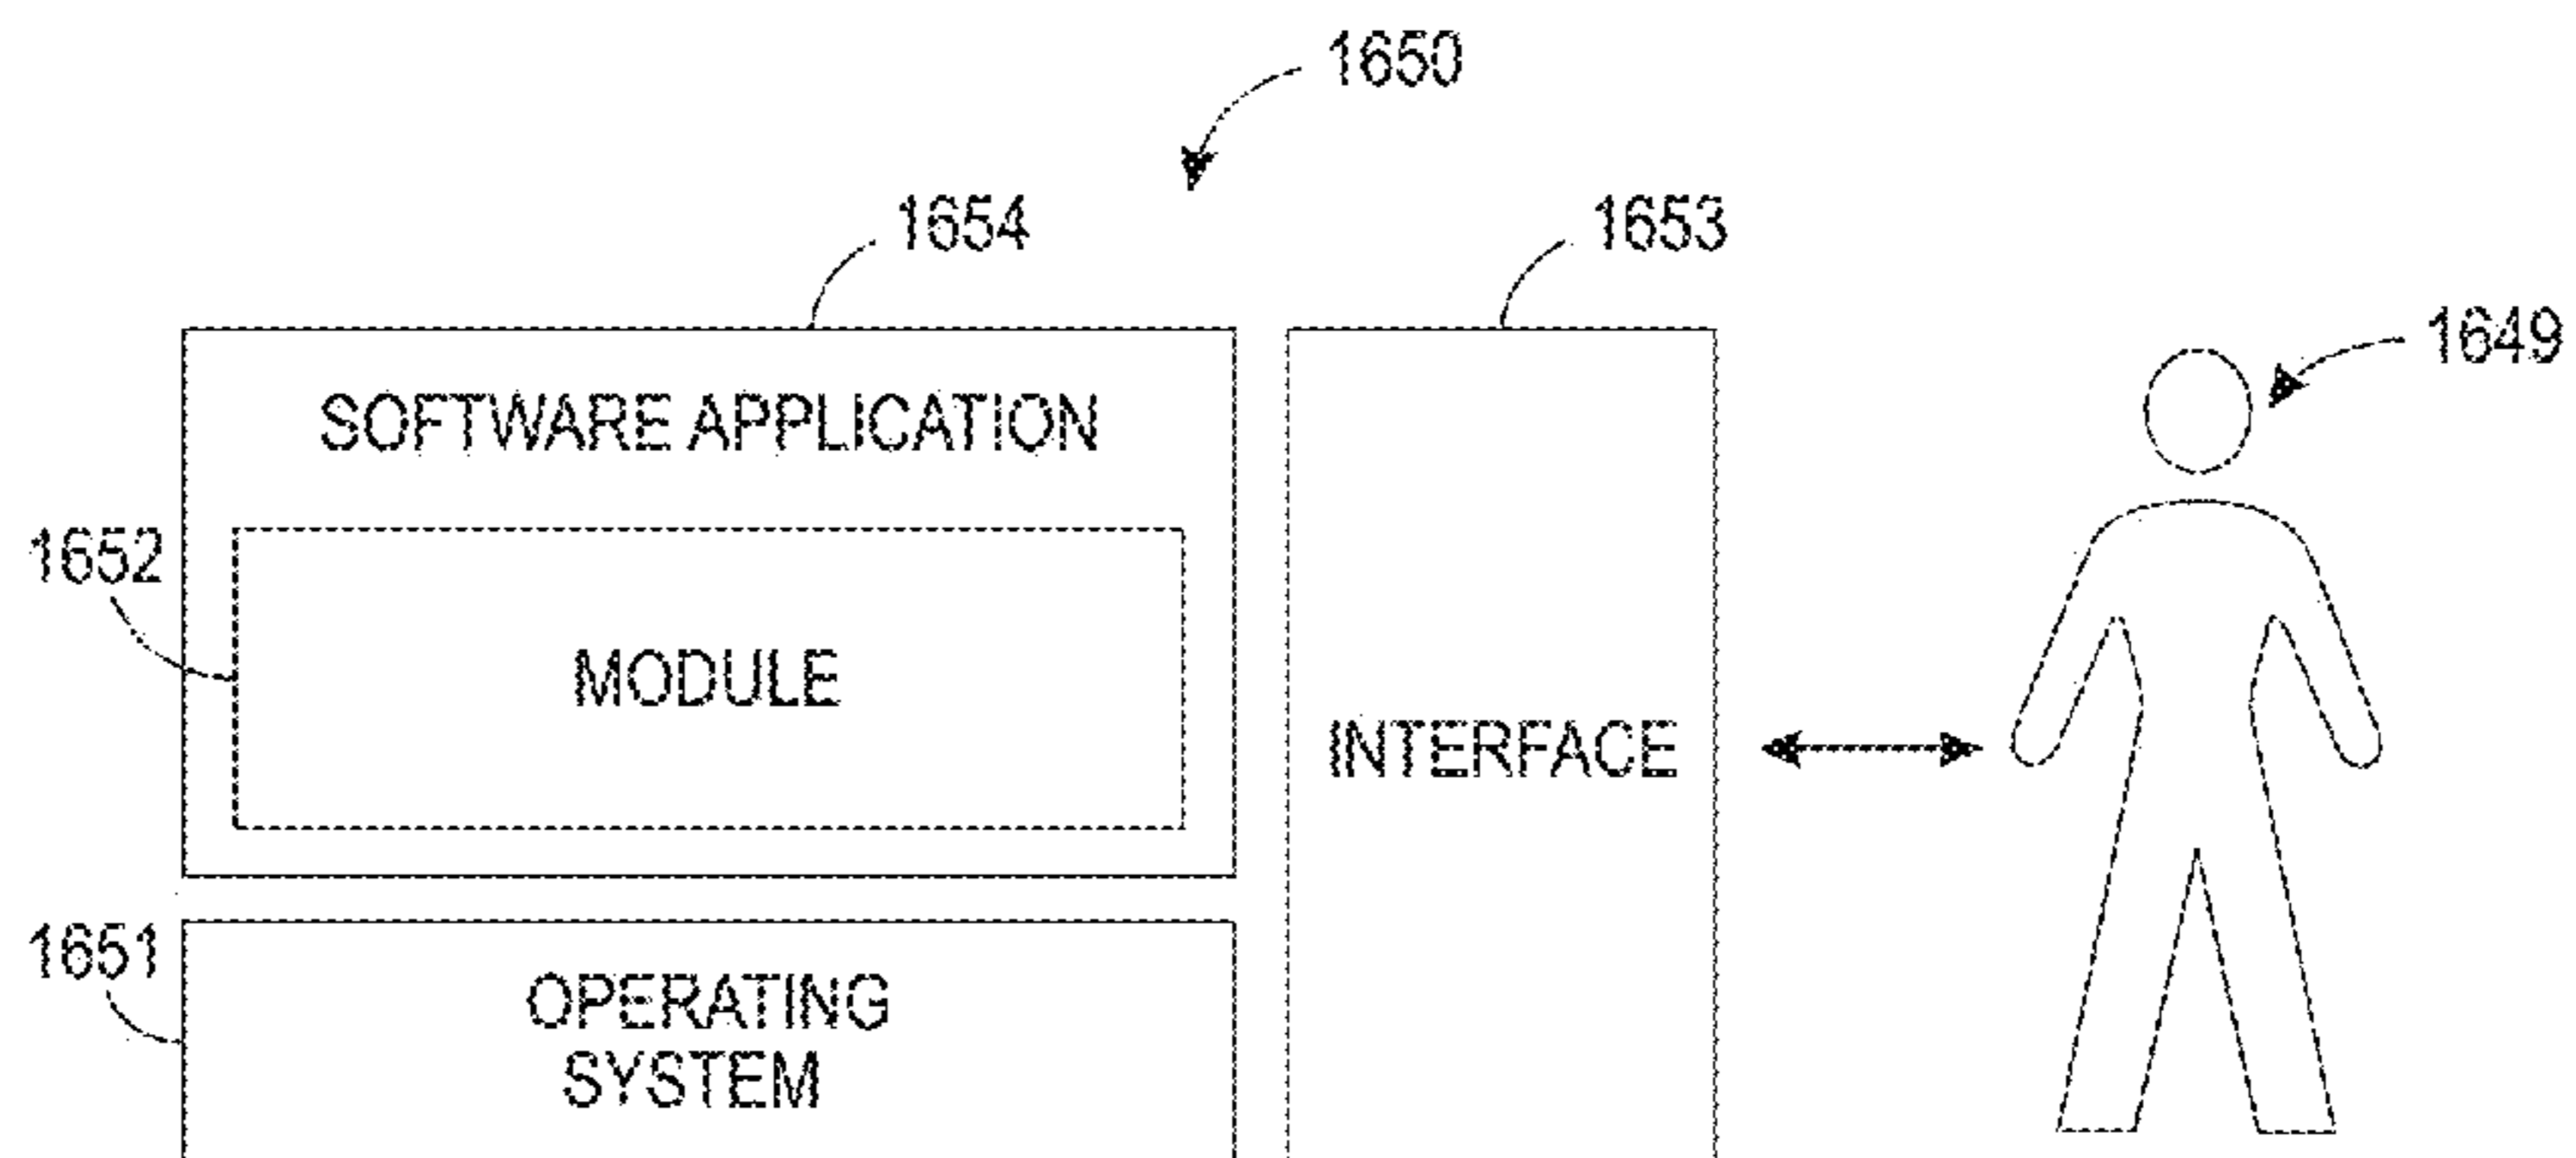 1650
1654
1653
1649
SOFTWARE APPLICATION
1652
MODULE
INTERFACE
1651
OPERATING
SYSTEM